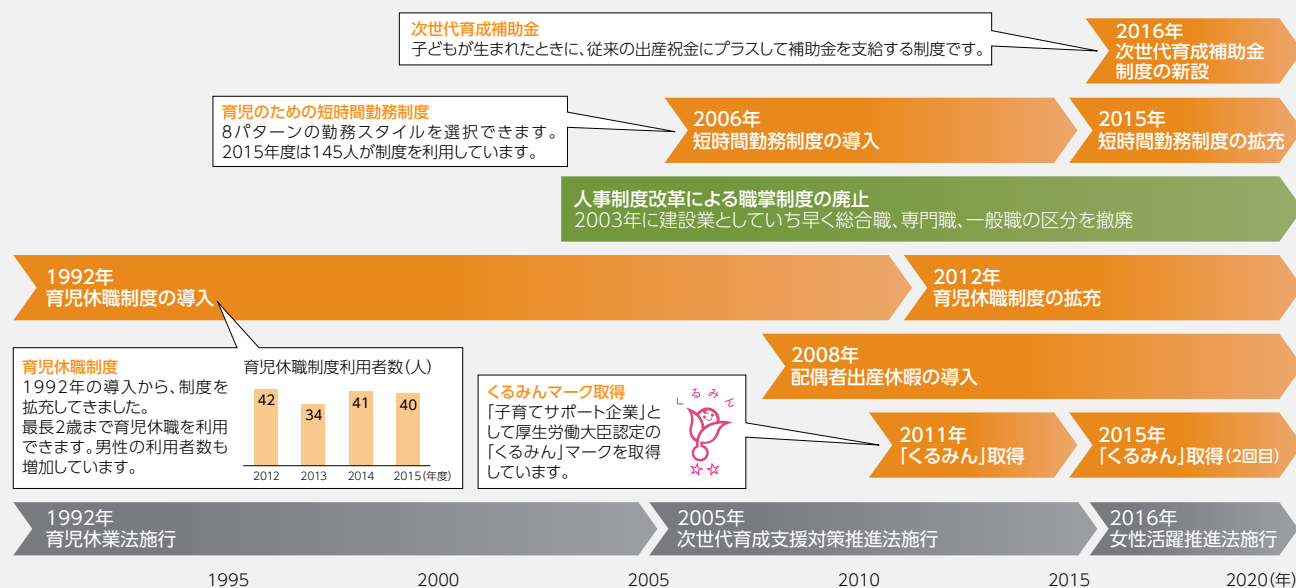 次世代育成補助金
子どもが生まれたときに、従来の出産祝金にプラスして補助金を支給する制度です。
2016年
次世代育成補助金
制度の新設
育児のための短時間勤務制度
8パターンの勤務スタイルを選択できます。
2015年度は145人が制度を利用しています。
2006年
短時間勤務制度の導入
2015年
短時間勤務制度の拡充
人事制度改革による職掌制度の廃止
2003年に建設業としていち早く総合職、専門職、一般職の区分を撤廃
1992年
育児休職制度の導入
2012年
育児休職制度の拡充
育児休職制度
1992年の導入から、制度を
拡充してきました。
最長2歳まで育児休職を利用
できます。男性の利用者数も
増加しています。
育児休職制度利用者数(人)
42
34
41
40
2012
2013
2014
2015(年度)
2008年
配偶者出産休暇の導入
くるみんマーク取得
「子育てサポート企業」と
して厚生労働大臣認定の
「くるみん」マークを取得
しています。
くるみん
2011年
「くるみん」取得
2015年
「くるみん」取得(2回目)
1992年
育児休業法施行
2005年
次世代育成支援対策推進法施行
2016年
女性活躍推進法施行
1995
2000
2005
2010
2015
2020(年)